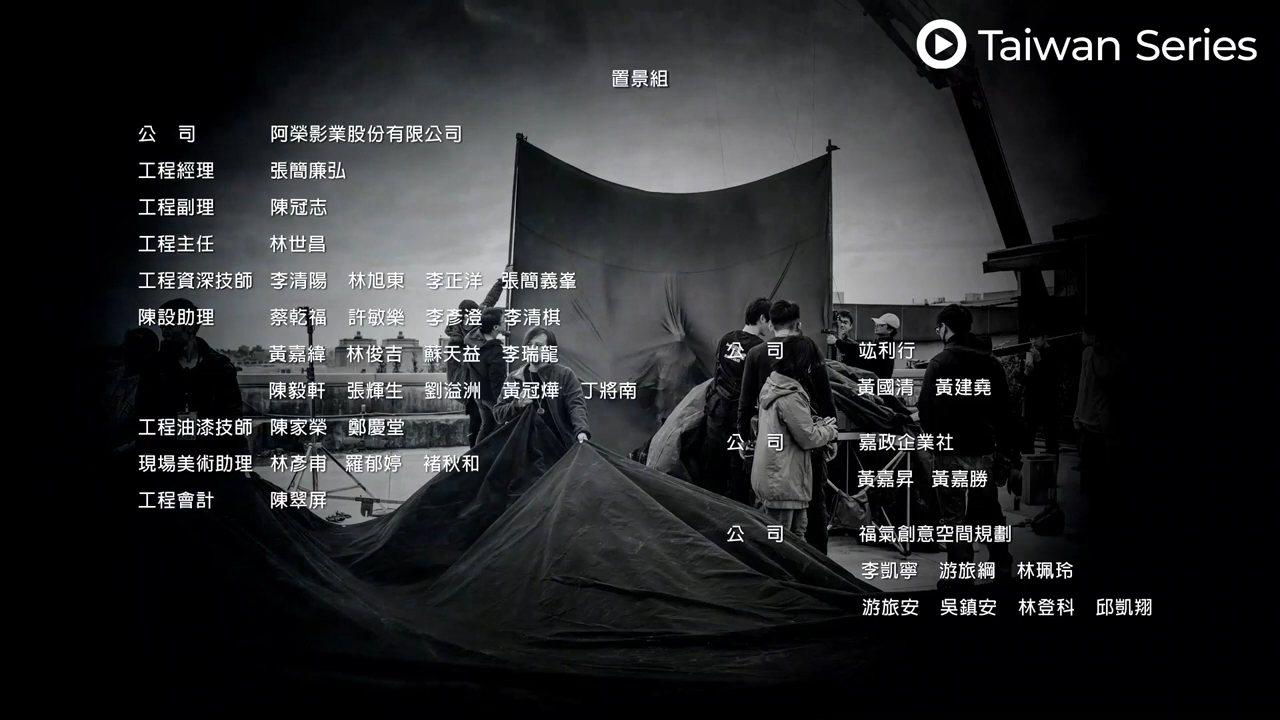 Taiwan Series
置景組
公 司 阿榮影業股份有限公司
工程經理 張簡廉弘
工程副理 陳冠志
工程主任 林世昌
工程資深技師 李清陽 林旭東 李正洋 張簡義峯
陳設助理 蔡乾福 許敏樂 李彥澄 李清棋
黃嘉緯 林俊吉 蘇天益 李瑞龍
陳毅軒 張輝生 劉溢洲 黃冠燁 丁將南
工程油漆技師 陳家榮 鄭慶堂
現場美術助理 林彥甫 羅郁婷 褚秋和
工程會計 陳翠屏
公 司 竑利行
黃國清 黃建堯
公 司 嘉政企業社
黃嘉昇 黃嘉勝
公 司 福氣創意空間規劃
李凱寧 游旅綱 林珮玲
游旅安 吳鎮安 林登科 邱凱翔